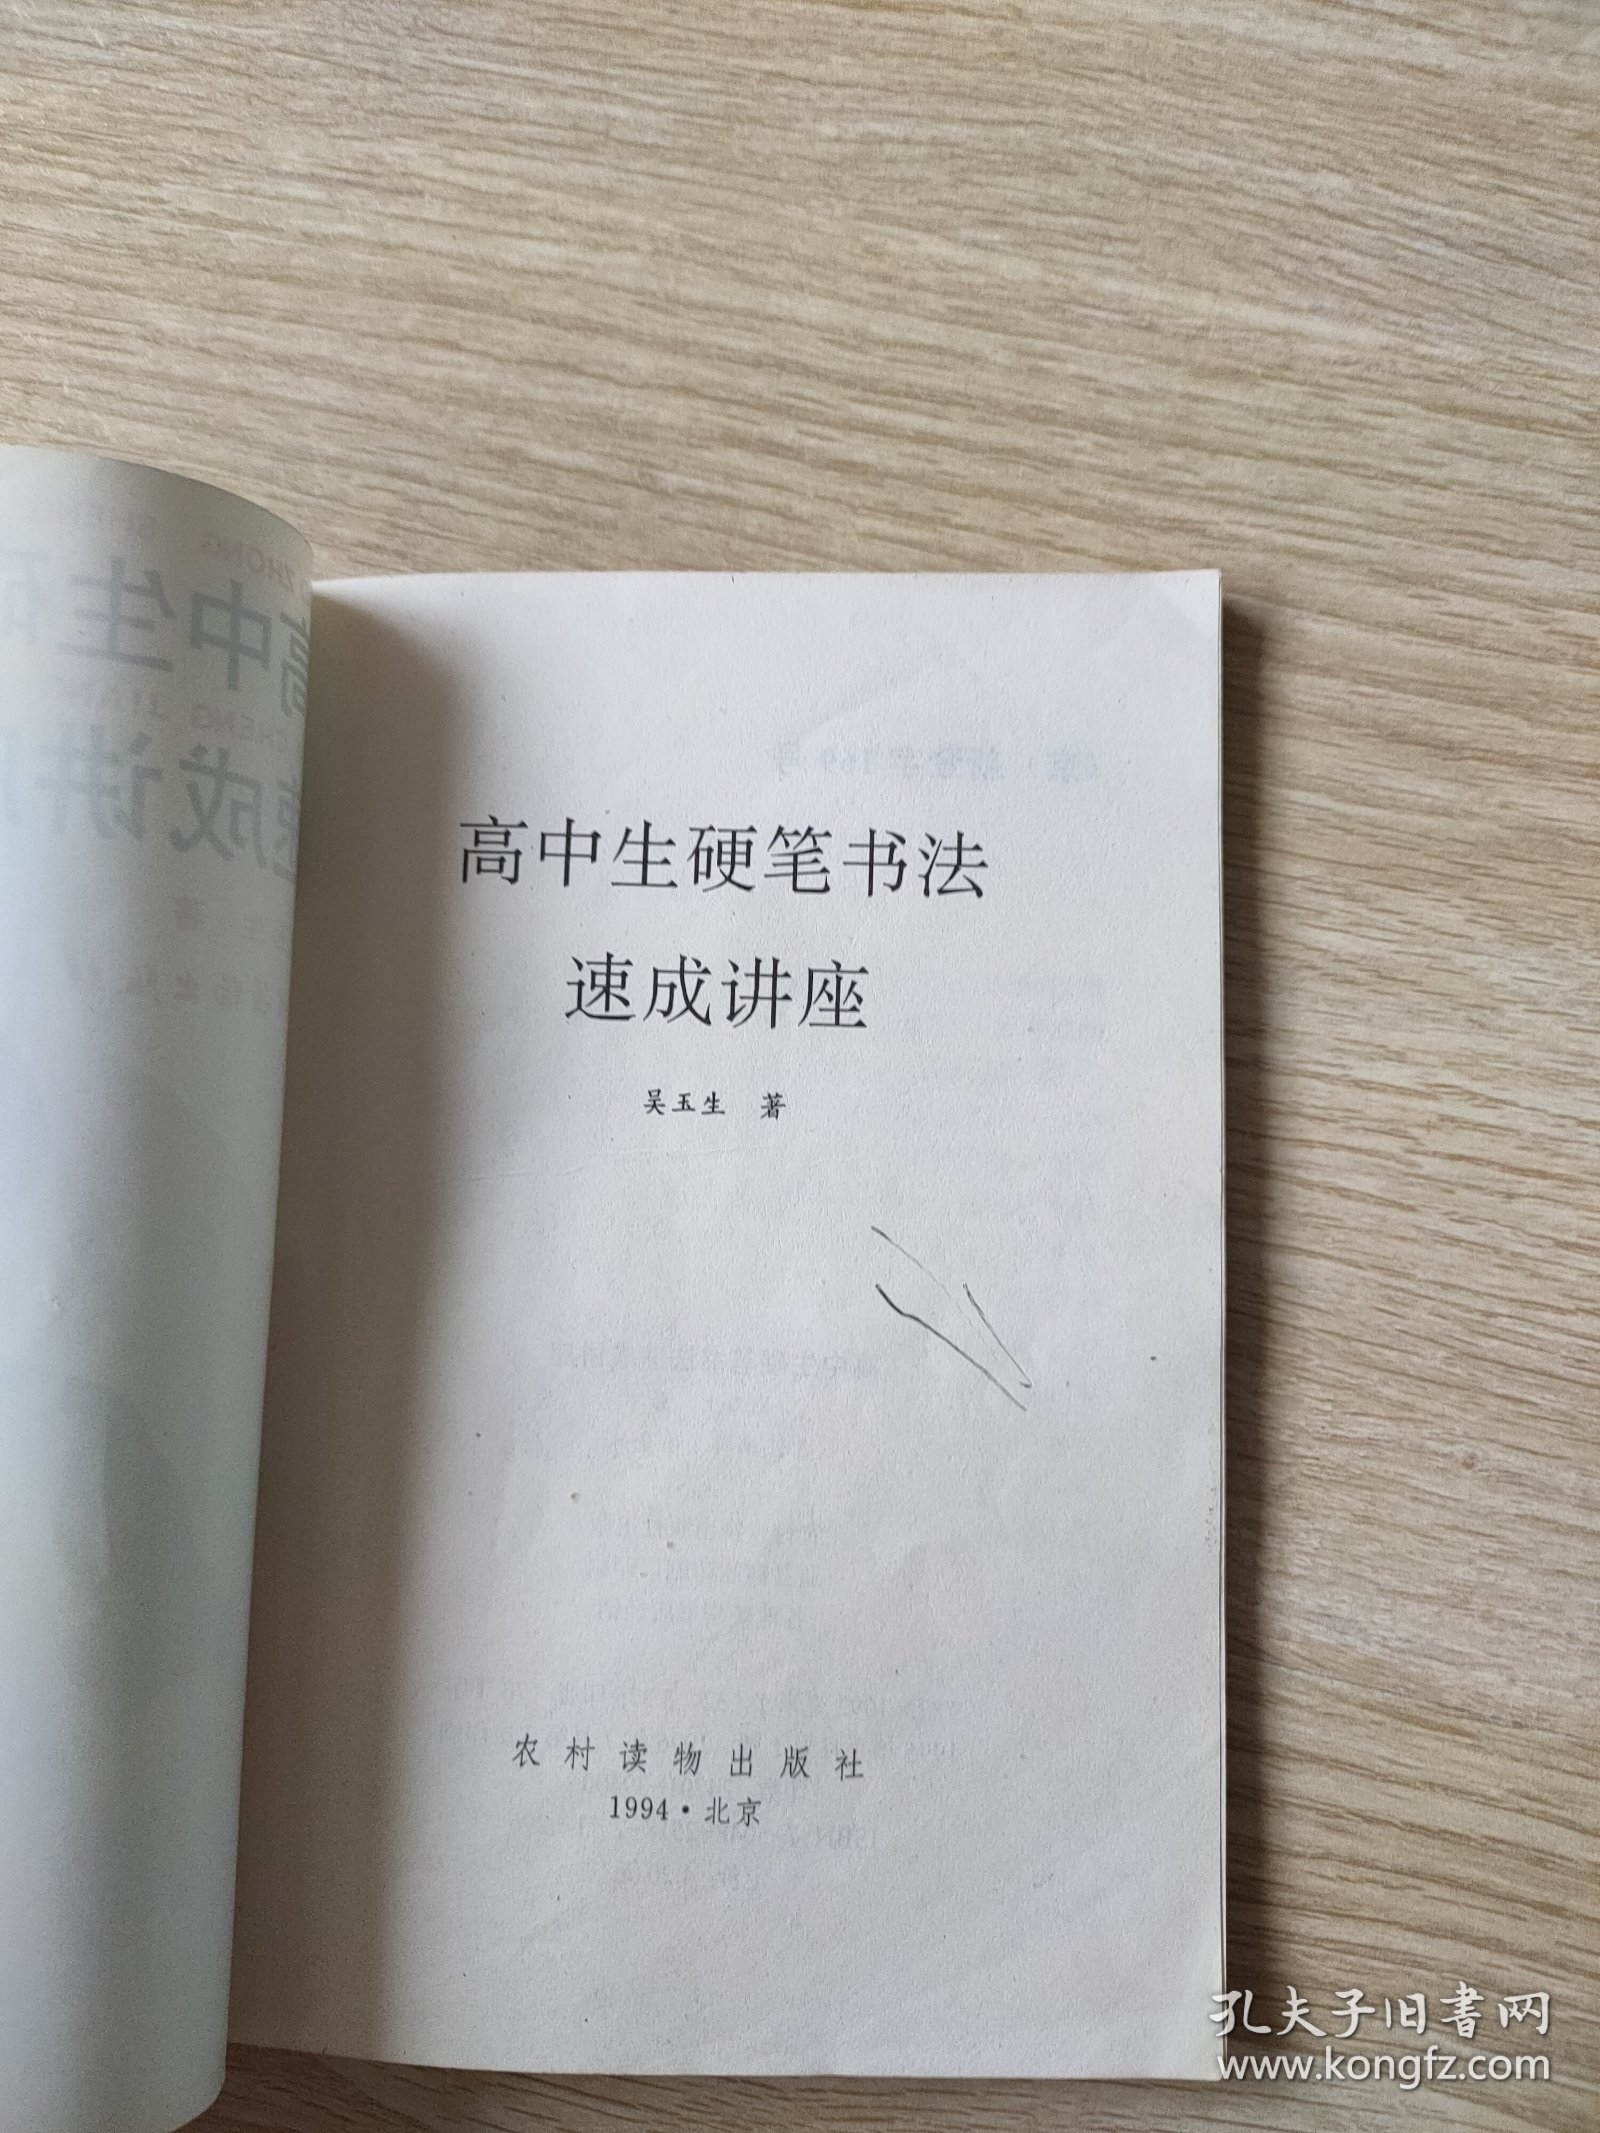 高中生硬笔书法
速成讲座
吴玉生 著
农村读物出版社
1994·北京
孔夫子旧书网
www.kongfz.com